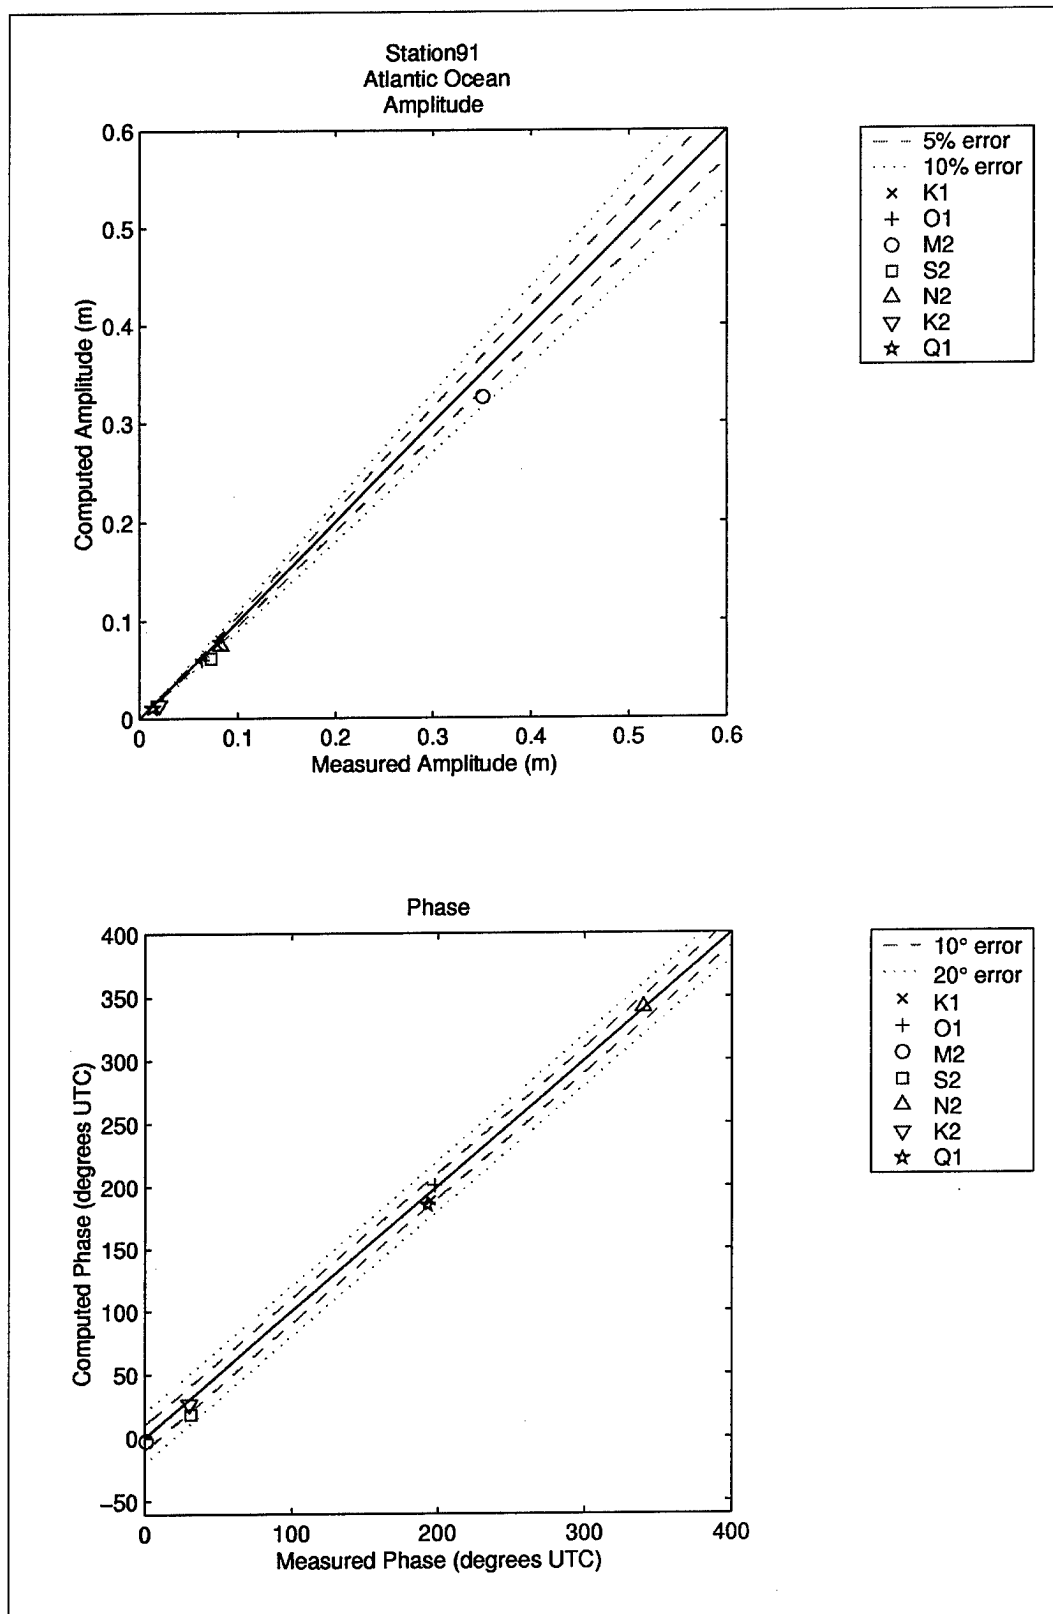 Station91
Atlantic Ocean
Amplitude
0.6
0.5
0.4
0.3
0.2
0.1
0
Computed Amplitude (m)
0 0.1 0.2 0.3 0.4 0.5 0.6
Measured Amplitude (m)
5% error
10% error
K1
O1
M2
S2
N2
K2
Q1
Phase
400
350
300
250
200
150
100
50
0
−50
Computed Phase (degrees UTC)
0 100 200 300 400
Measured Phase (degrees UTC)
10° error
20° error
K1
O1
M2
S2
N2
K2
Q1